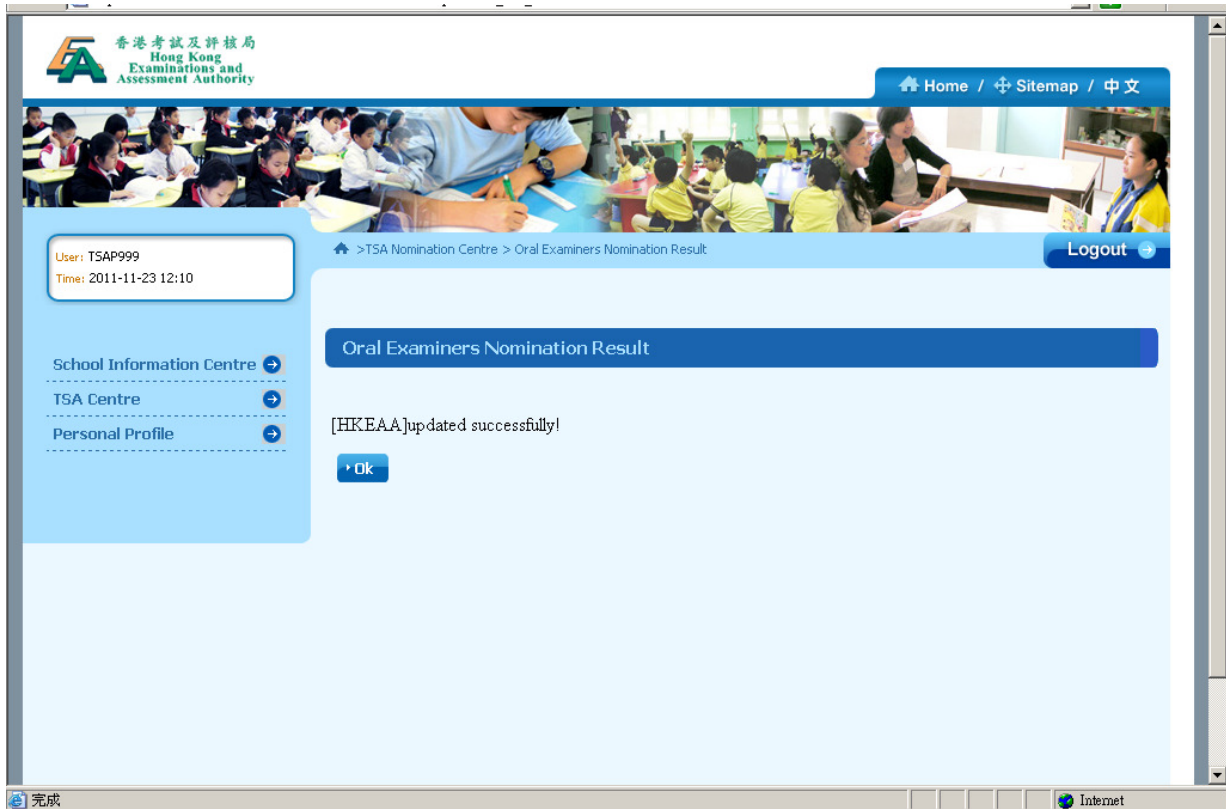 香港考試及評核局
Hong Kong
Examinations and
Assessment Authority
Home / Sitemap / 中文
User: TSAP999
Time: 2011-11-23 12:10
>TSA Nomination Centre > Oral Examiners Nomination Result
Logout
School Information Centre
TSA Centre
Personal Profile
Oral Examiners Nomination Result
[HKEAA]updated successfully!
Ok
完成
Internet